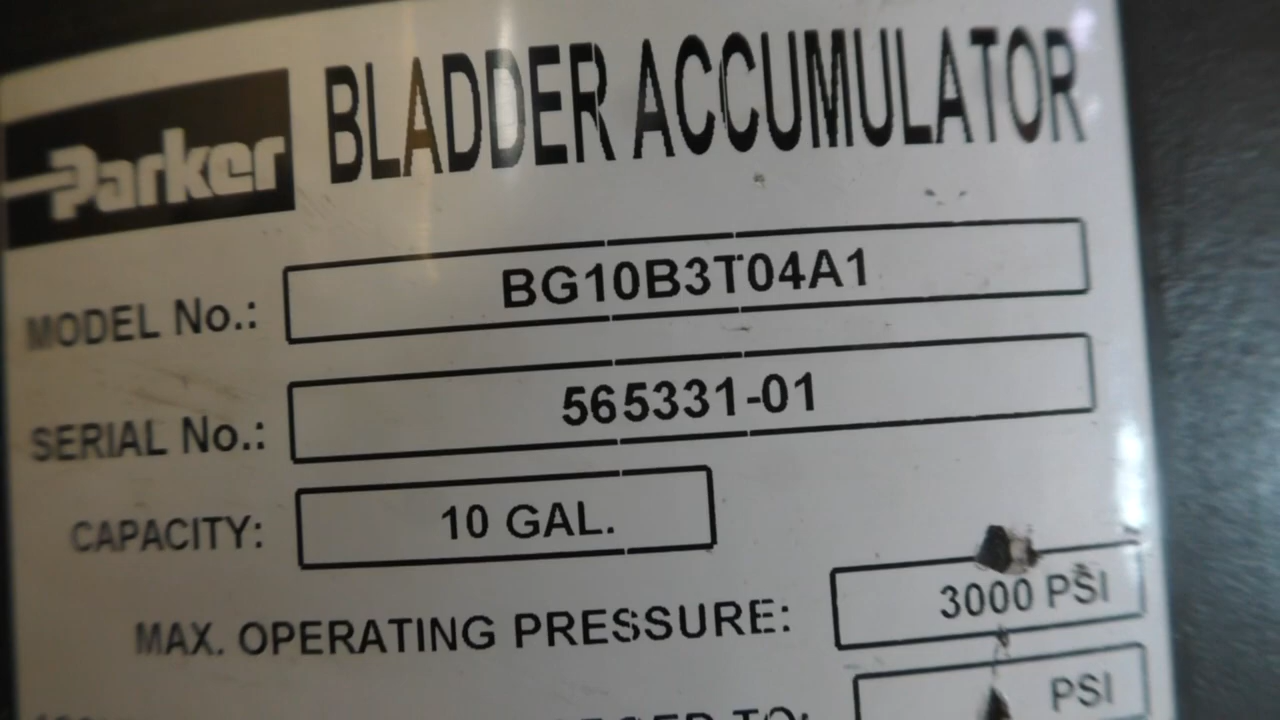 Parker BLADDER ACCUMULATOR
MODEL No.: BG10B3T04A1
SERIAL No.: 565331-01
CAPACITY: 10 GAL.
MAX. OPERATING PRESSURE: 3000 PSI
TO: PSI